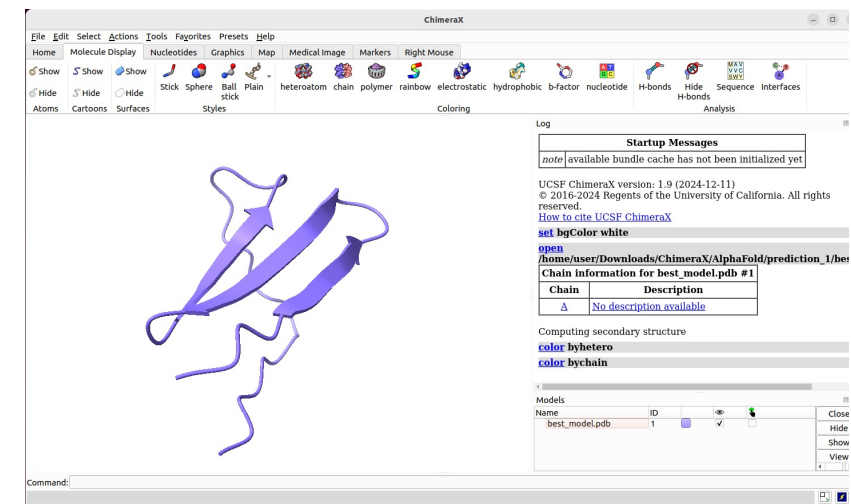 ChimeraX
File Edit Select Actions Tools Favorites Presets Help
Home Molecule Display Nucleotides Graphics Map Medical Image Markers Right Mouse
Show Show Show
Hide Hide Hide
Atoms Cartoons Surfaces
Stick Sphere Ball stick Plain
Styles
heteroatom chain polymer rainbow electrostatic hydrophobic b-factor nucleotide
Coloring
H-bonds Hide H-bonds Sequence Interfaces
Analysis
Log
Startup Messages
note available bundle cache has not been initialized yet
UCSF ChimeraX version: 1.9 (2024-12-11)
© 2016-2024 Regents of the University of California. All rights
reserved.
How to cite UCSF ChimeraX
set bgColor white
open
/home/user/Downloads/ChimeraX/AlphaFold/prediction_1/bes
Chain information for best_model.pdb #1
Chain Description
A No description available
Computing secondary structure
color byhetero
color bychain
Models
Name ID
best_model.pdb 1
Close
Hide
Show
View
Command: